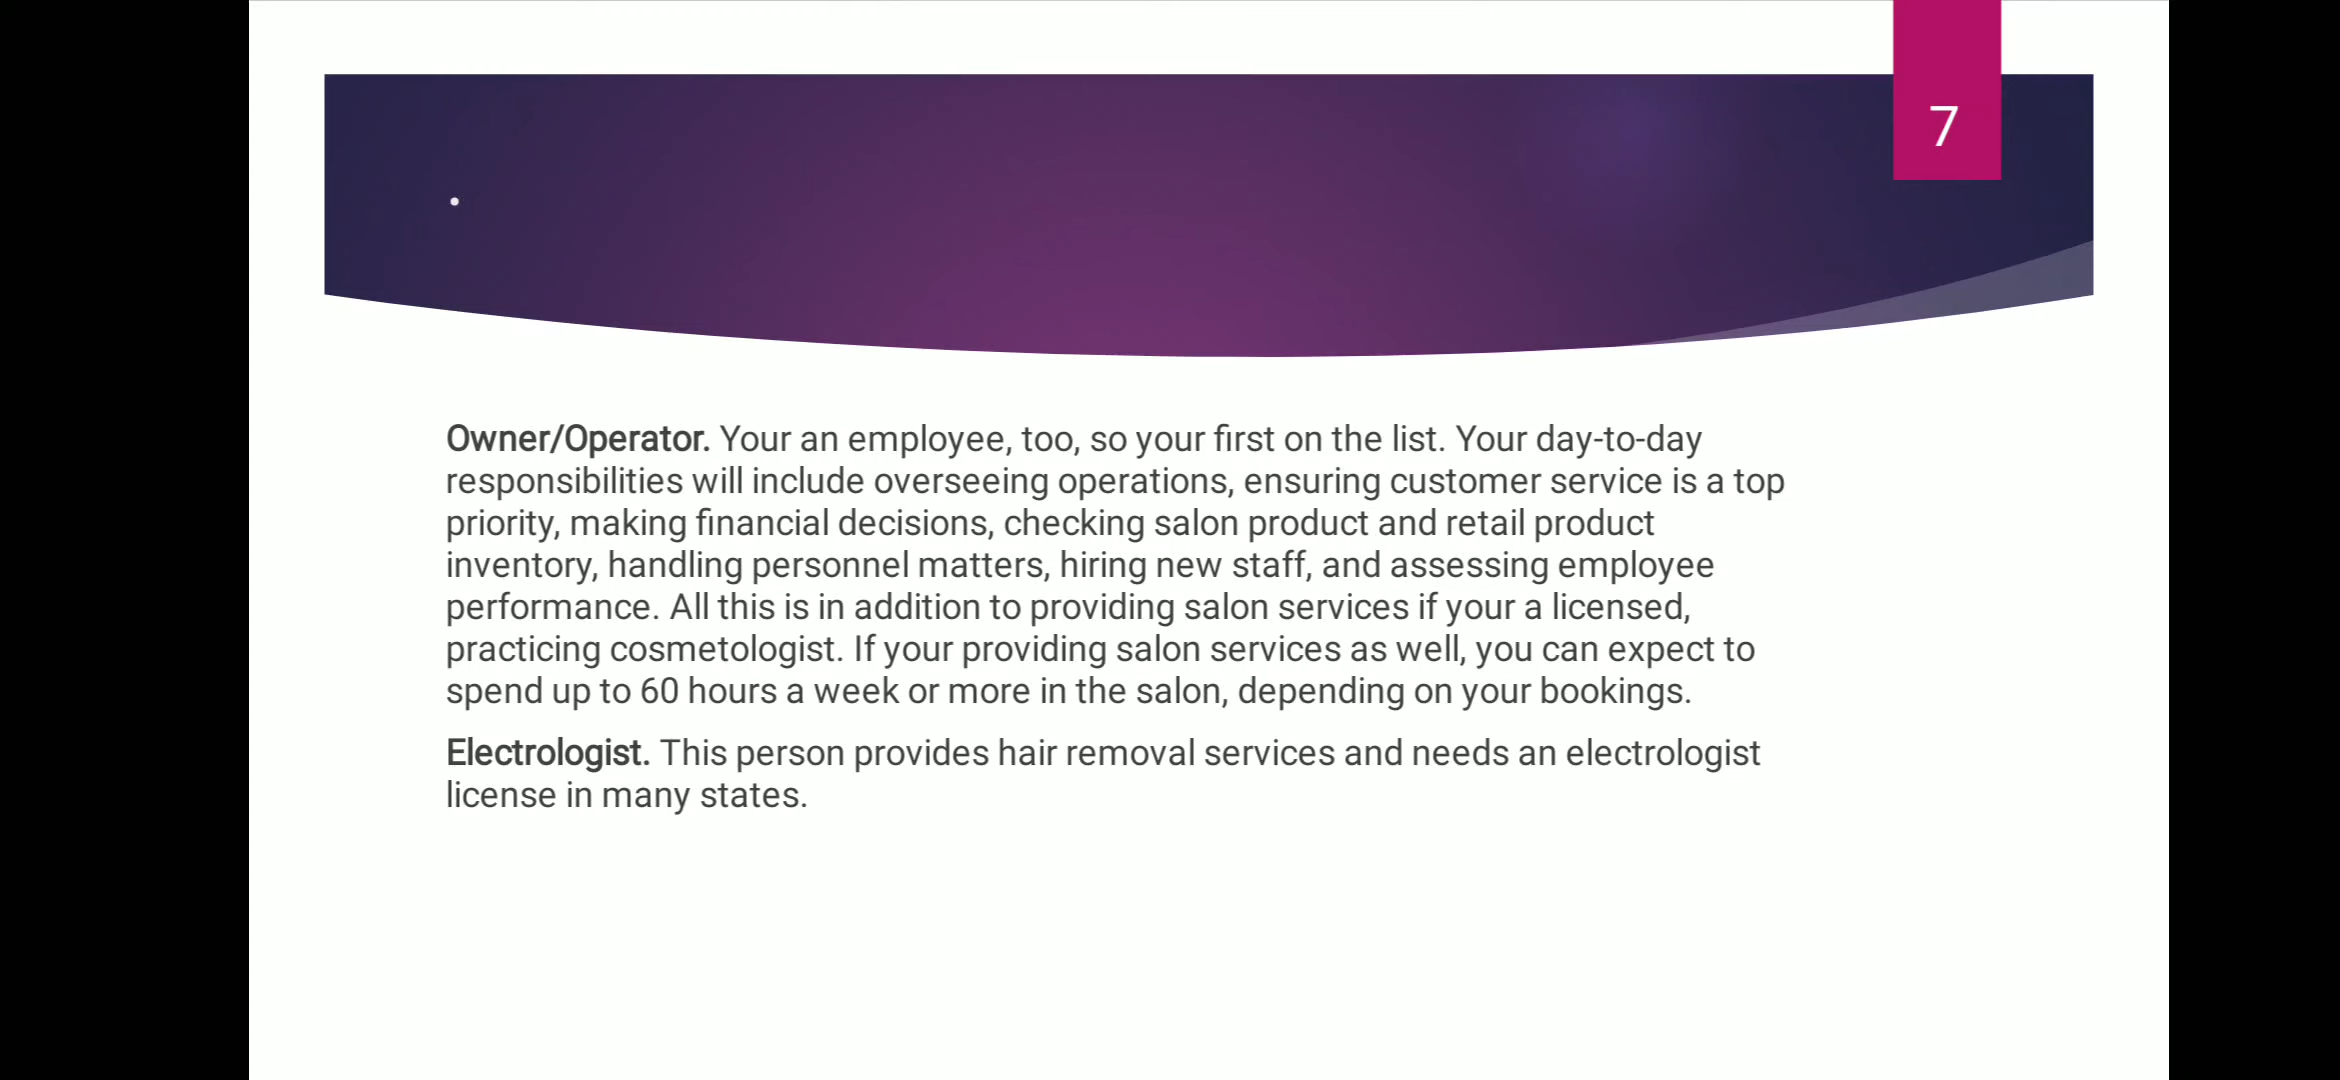 7
.
Owner/Operator. Your an employee, too, so your first on the list. Your day-to-day
responsibilities will include overseeing operations, ensuring customer service is a top
priority, making financial decisions, checking salon product and retail product
inventory, handling personnel matters, hiring new staff, and assessing employee
performance. All this is in addition to providing salon services if your a licensed,
practicing cosmetologist. If your providing salon services as well, you can expect to
spend up to 60 hours a week or more in the salon, depending on your bookings.
Electrologist. This person provides hair removal services and needs an electrologist
license in many states.